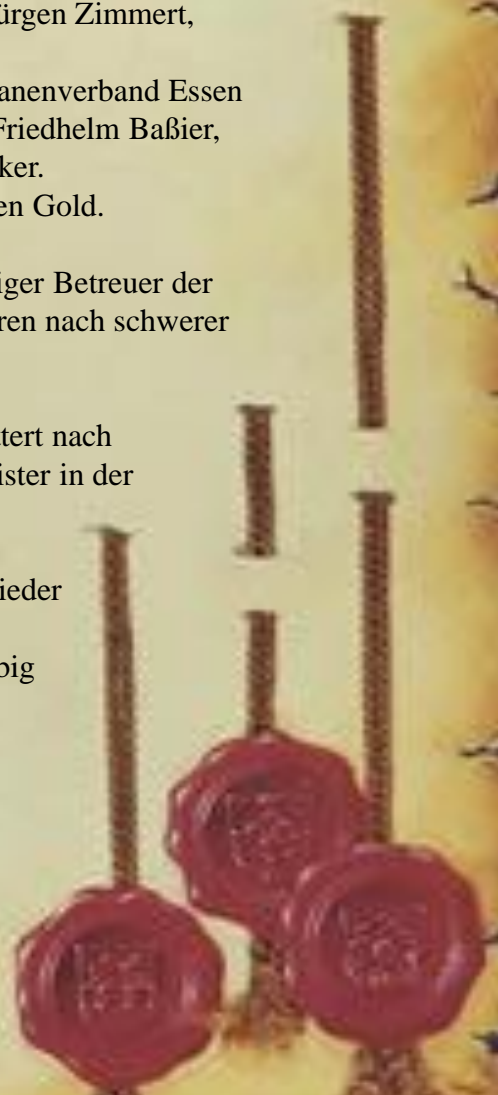 ürgen Zimmert,
anenverband Essen
Friedhelm Baßier,
ker.
en Gold.
iger Betreuer der
ren nach schwerer
tert nach
ister in der
ieder
big